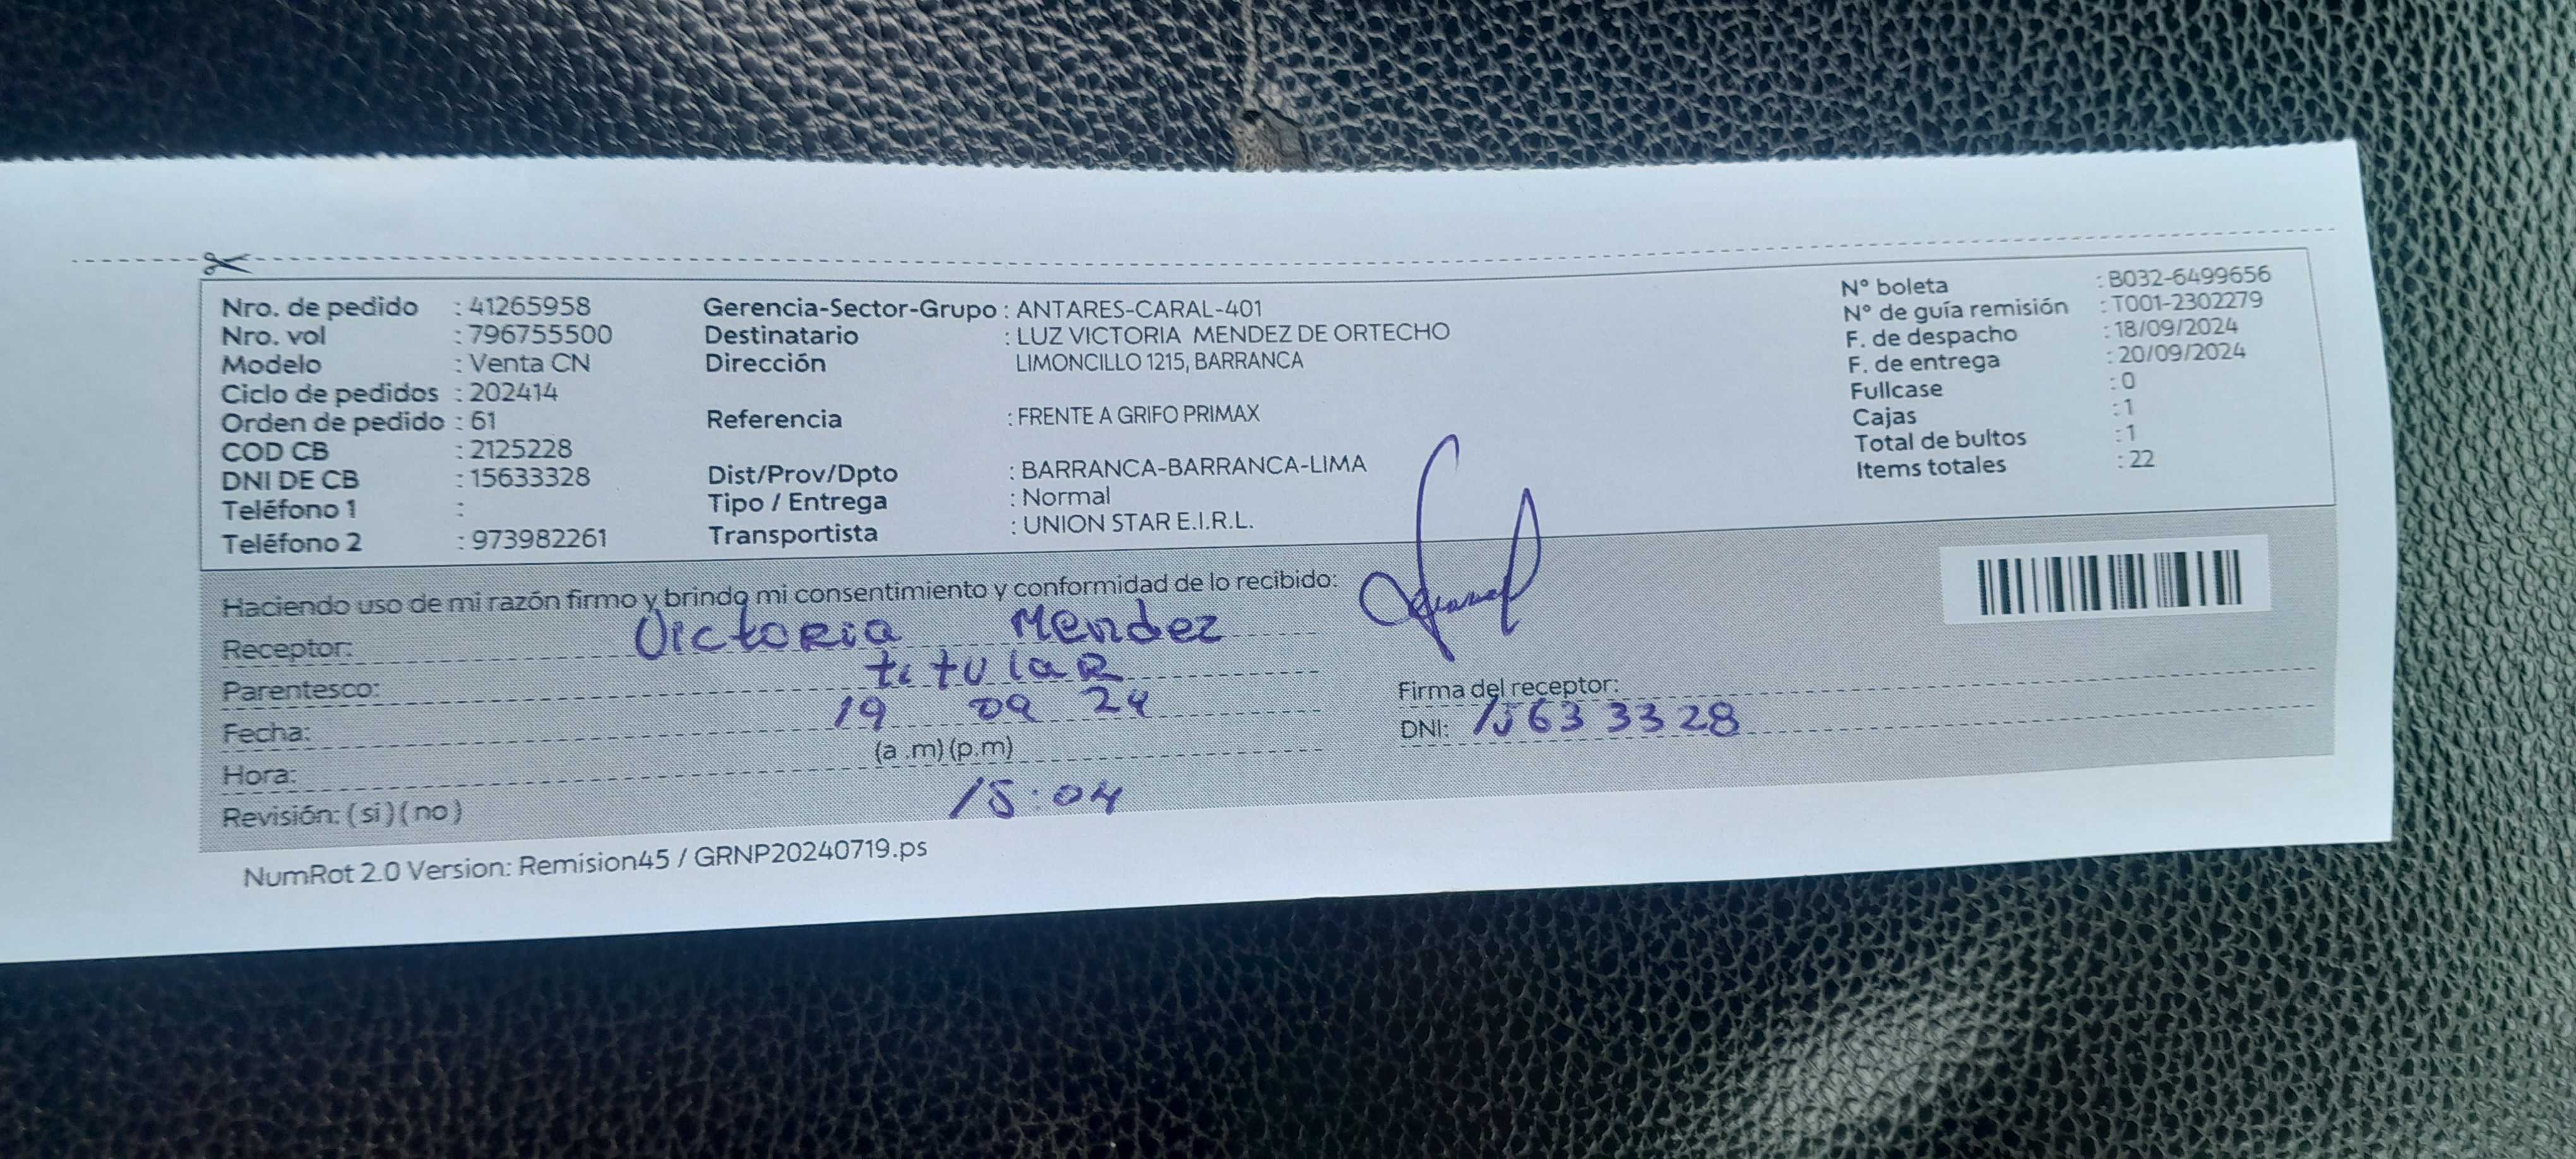 Nro. de pedido : 41265958
Nro. vol : 796755500
Modelo : Venta CN
Ciclo de pedidos : 202414
Orden de pedido : 61
COD CB : 2125228
DNI DE CB : 15633328
Teléfono 1 :
Teléfono 2 : 973982261
Gerencia-Sector-Grupo : ANTARES-CARAL-401
Destinatario : LUZ VICTORIA MENDEZ DE ORTECHO
Dirección LIMONCILLO 1215, BARRANCA
Referencia : FRENTE A GRIFO PRIMAX
Dist/Prov/Dpto : BARRANCA-BARRANCA-LIMA
Tipo / Entrega : Normal
Transportista : UNION STAR E.I.R.L.
N° boleta : B032-6499656
N° de guía remisión : T001-2302279
F. de despacho : 18/09/2024
F. de entrega : 20/09/2024
Fullcase : 0
Cajas : 1
Total de bultos : 1
Items totales : 22
Haciendo uso de mi razón firmo y brindo mi consentimiento y conformidad de lo recibido:
Receptor: Victoria Mendez
Parentesco: titular
Fecha: 19 09 24
Hora: (a .m) (p.m)
15:04
Revisión: ( si ) ( no )
Firma del receptor:
DNI: 15633328
NumRot 2.0 Version: Remision45 / GRNP20240719.ps